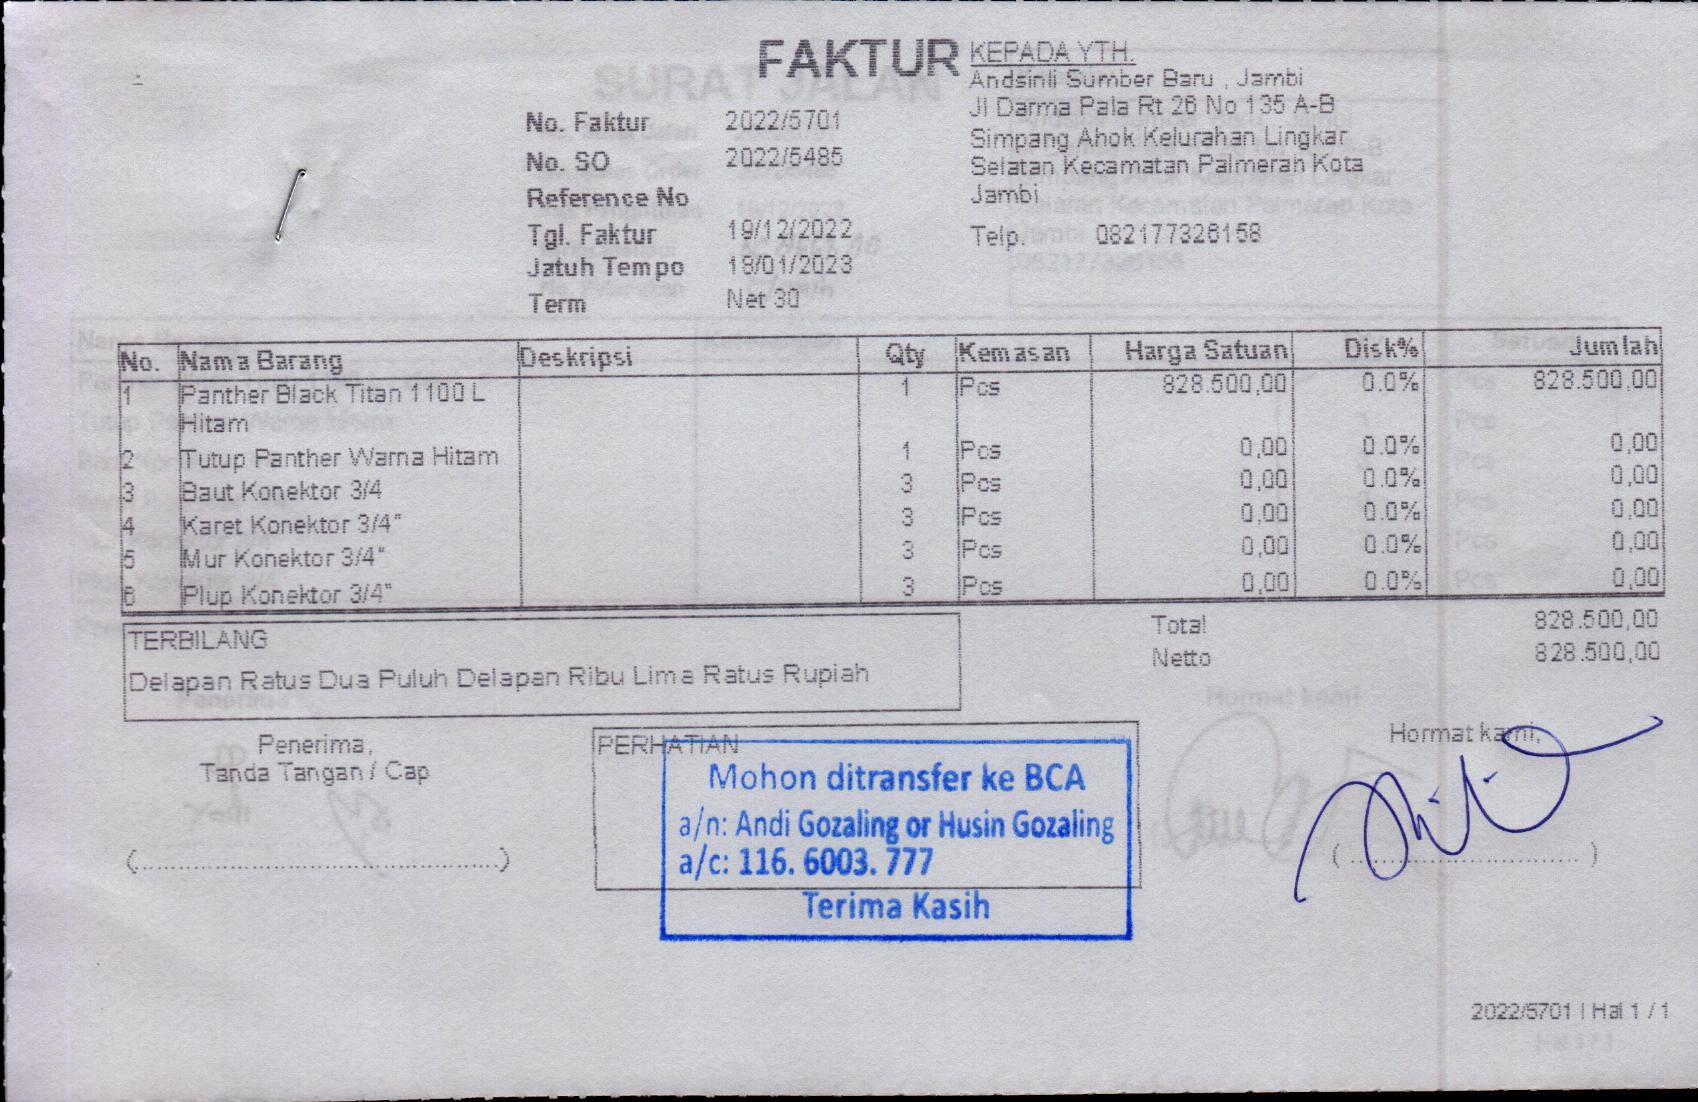 FAKTUR
KEPADA YTH.
Andsinli Sumber Baru , Jambi
Jl Darma Pala Rt 26 No 135 A-B
Simpang Ahok Kelurahan Lingkar
Selatan Kecamatan Palmerah Kota
Jambi
Telp. 082177326158
No. Faktur 2022/5701
No. SO 2022/5485
Reference No
Tgl. Faktur 19/12/2022
Jatuh Tempo 18/01/2023
Term Net 30
No. Nama Barang Deskripsi Qty Kemasan Harga Satuan Disk% Jumlah
1 Panther Black Titan 1100 L 1 Pcs 828.500,00 0.0% 828.500,00
Hitam
2 Tutup Panther Warna Hitam 1 Pcs 0,00 0.0% 0,00
3 Baut Konektor 3/4 3 Pcs 0,00 0.0% 0,00
4 Karet Konektor 3/4" 3 Pcs 0,00 0.0% 0,00
5 Mur Konektor 3/4" 3 Pcs 0,00 0.0% 0,00
6 Plup Konektor 3/4" 3 Pcs 0,00 0.0% 0,00
TERBILANG
Delapan Ratus Dua Puluh Delapan Ribu Lima Ratus Rupiah
Total 828.500,00
Netto 828.500,00
Penerima,
Tanda Tangan / Cap
(......................................................)
PERHATIAN
Mohon ditransfer ke BCA
a/n: Andi Gozaling or Husin Gozaling
a/c: 116. 6003. 777
Terima Kasih
Hormat kami,
( .................................. )
2022/5701 | Hal 1 / 1
SURAT JALAN